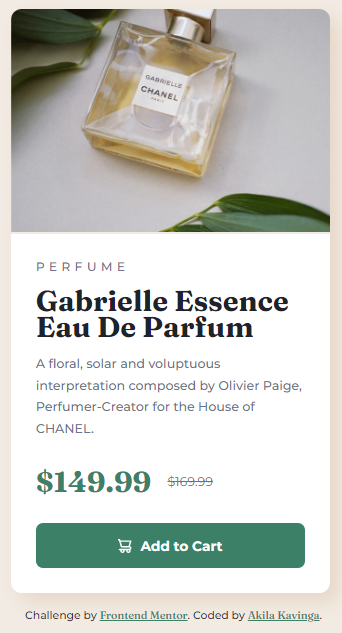 GABRIELLE
CHANEL
PARIS
PERFUME
Gabrielle Essence
Eau De Parfum
A floral, solar and voluptuous
interpretation composed by Olivier Paige,
Perfumer-Creator for the House of
CHANEL.
$149.99 $169.99
Add to Cart
Challenge by Frontend Mentor. Coded by Akila Kavinga.